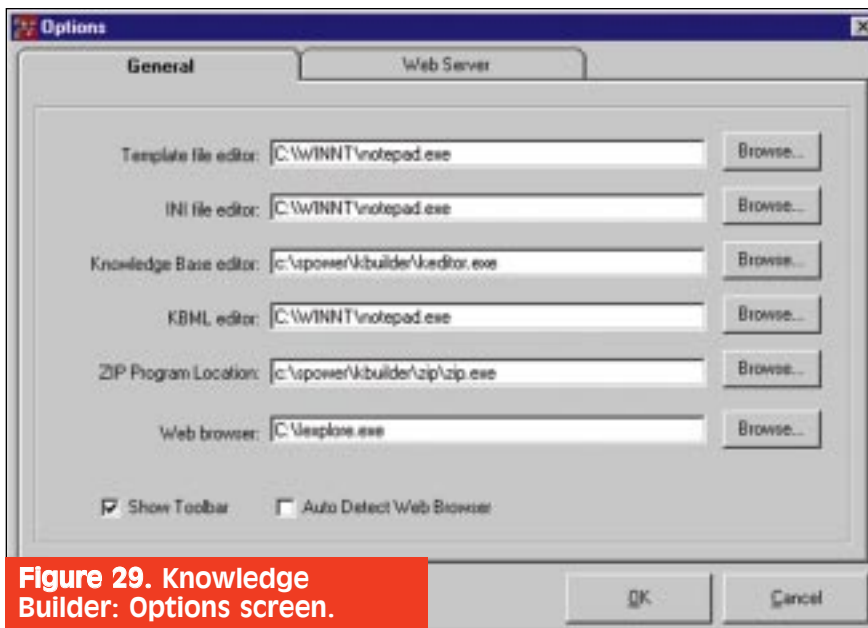 Options
General Web Server
Template file editor: C:\WINNT\notepad.exe Browse...
INI file editor: C:\WINNT\notepad.exe Browse...
Knowledge Base editor: c:\spower\kbuilder\keditor.exe Browse...
KBML editor: C:\WINNT\notepad.exe Browse...
ZIP Program Location: c:\spower\kbuilder\zip\zip.exe Browse...
Web browser: C:\Iexplore.exe Browse...
Show Toolbar Auto Detect Web Browser
Figure 29. Knowledge
Builder: Options screen.
OK Cancel